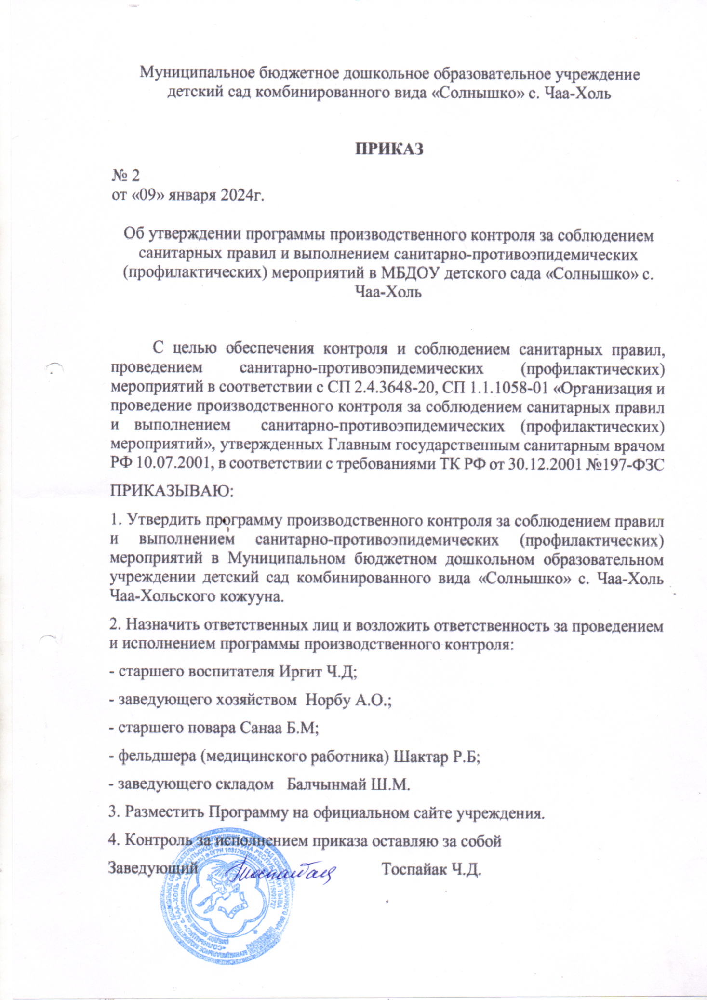 Муниципальное бюджетное дошкольное образовательное учреждение
детский сад комбинированного вида «Солнышко» с. Чаа-Холь
ПРИКАЗ
№ 2
от «09» января 2024г.
Об утверждении программы производственного контроля за соблюдением
санитарных правил и выполнением санитарно-противоэпидемических
(профилактических) мероприятий в МБДОУ детского сада «Солнышко» с.
Чаа-Холь
С целью обеспечения контроля и соблюдением санитарных правил,
проведением санитарно-противоэпидемических (профилактических)
мероприятий в соответствии с СП 2.4.3648-20, СП 1.1.1058-01 «Организация и
проведение производственного контроля за соблюдением санитарных правил
и выполнением санитарно-противоэпидемических (профилактических)
мероприятий», утвержденных Главным государственным санитарным врачом
РФ 10.07.2001, в соответствии с требованиями ТК РФ от 30.12.2001 №197-ФЗС
ПРИКАЗЫВАЮ:
1. Утвердить программу производственного контроля за соблюдением правил
и выполнением санитарно-противоэпидемических (профилактических)
мероприятий в Муниципальном бюджетном дошкольном образовательном
учреждении детский сад комбинированного вида «Солнышко» с. Чаа-Холь
Чаа-Хольского кожууна.
2. Назначить ответственных лиц и возложить ответственность за проведением
и исполнением программы производственного контроля:
- старшего воспитателя Иргит Ч.Д;
- заведующего хозяйством Норбу А.О.;
- старшего повара Санаа Б.М;
- фельдшера (медицинского работника) Шактар Р.Б;
- заведующего складом Балчынмай Ш.М.
3. Разместить Программу на официальном сайте учреждения.
4. Контроль за исполнением приказа оставляю за собой
Заведующий Тоспайак Ч.Д.